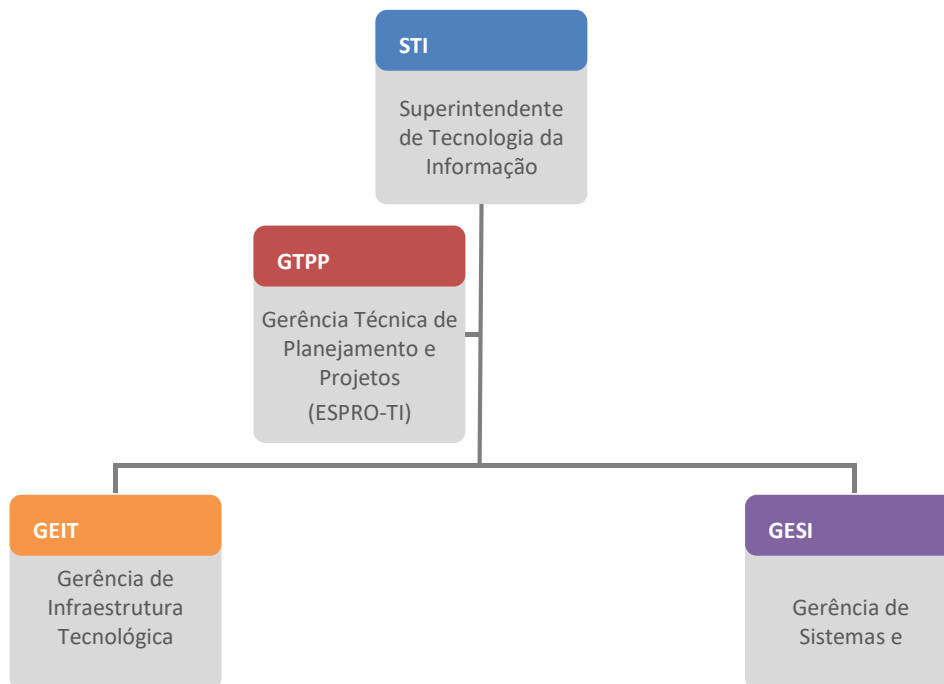 STI
Superintendente
de Tecnologia da
Informação
GTPP
Gerência Técnica de
Planejamento e
Projetos
(ESPRO-TI)
GEIT
Gerência de
Infraestrutura
Tecnológica
GESI
Gerência de
Sistemas e